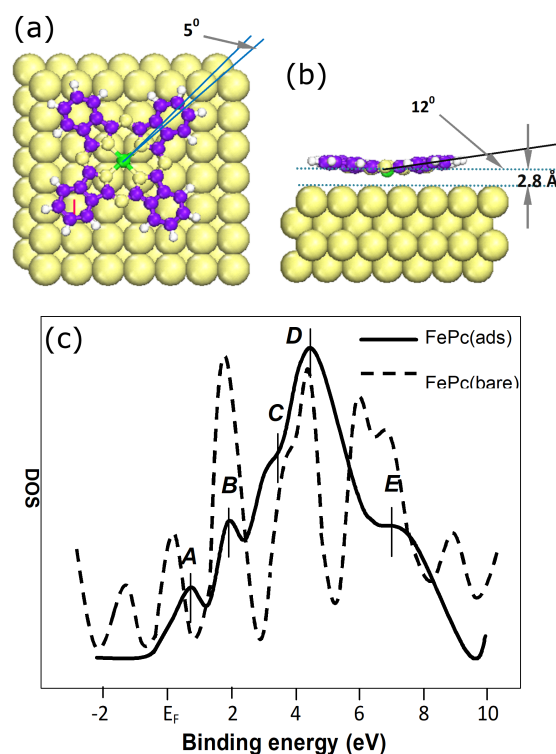 (a)
5⁰
(b)
12⁰
2.8 Å
(c)
D
FePc(ads)
FePc(bare)
C
B
E
A
DOS
-2 E_F 2 4 6 8 10
Binding energy (eV)